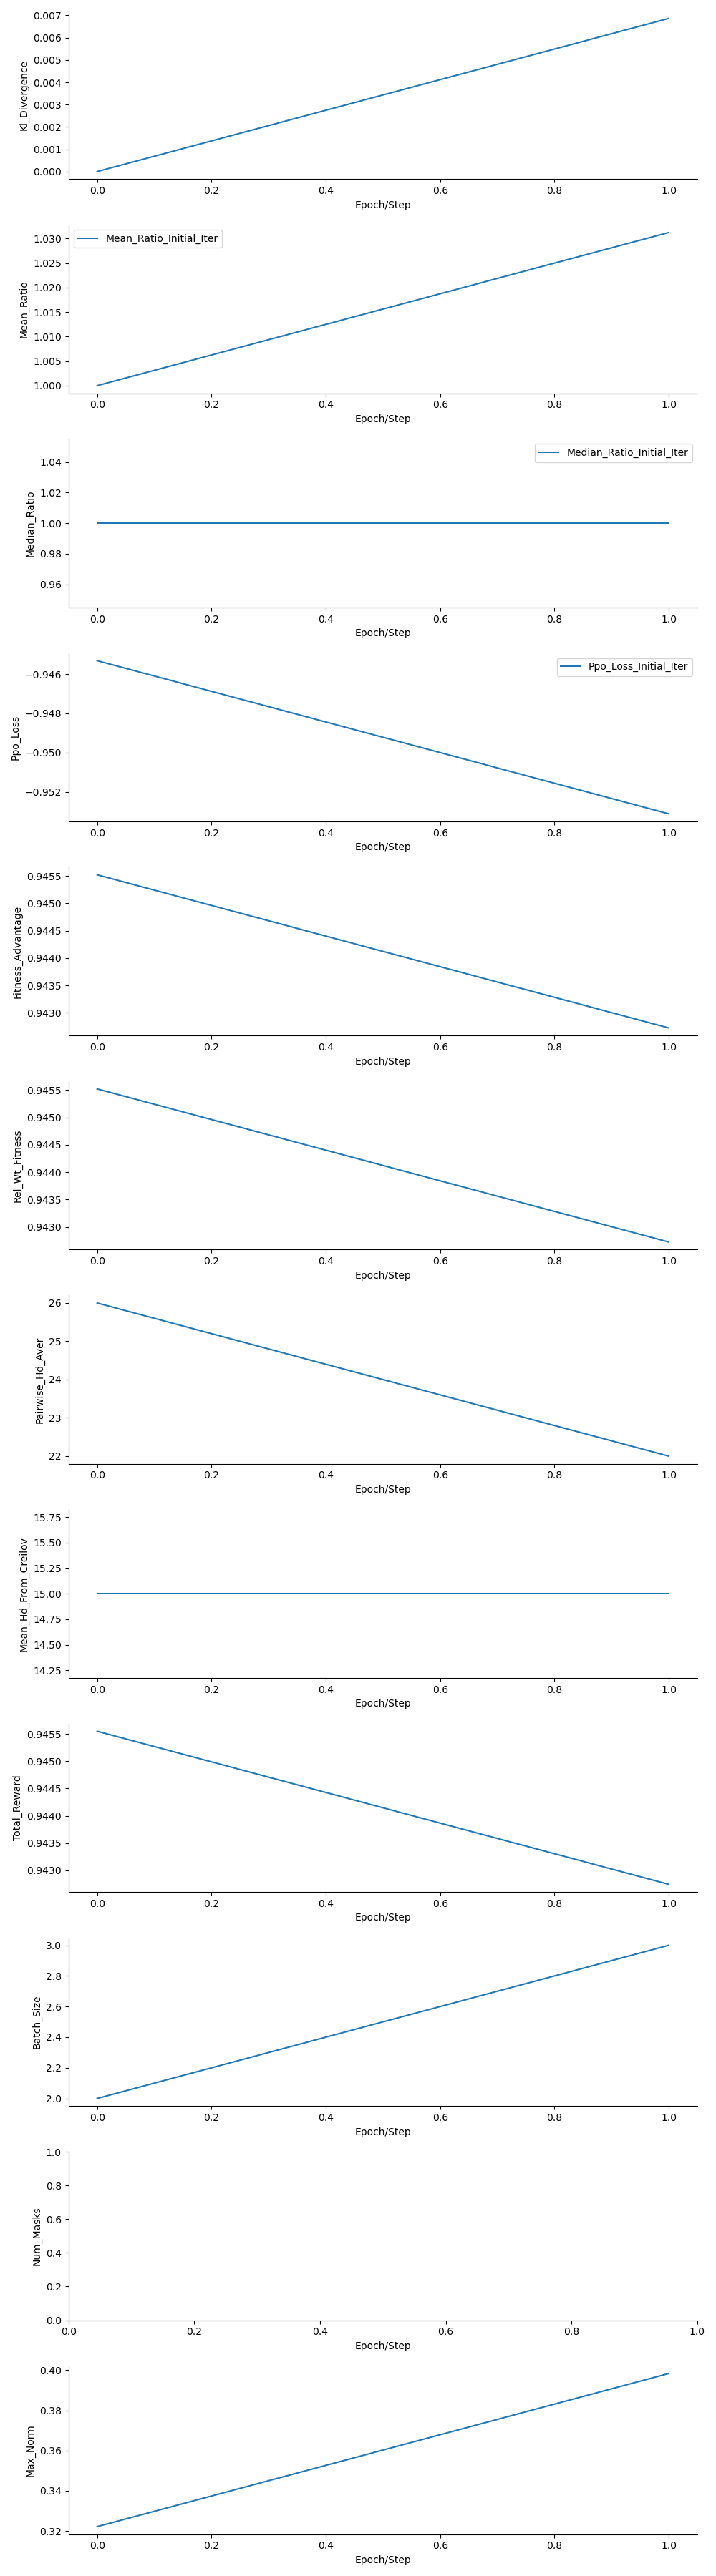 0.007
0.006
0.005
0.004
0.003
0.002
0.001
0.000
Kl_Divergence
0.0 0.2 0.4 0.6 0.8 1.0
Epoch/Step
Mean_Ratio_Initial_Iter
1.030
1.025
1.020
1.015
1.010
1.005
1.000
Mean_Ratio
0.0 0.2 0.4 0.6 0.8 1.0
Epoch/Step
Median_Ratio_Initial_Iter
1.04
1.02
1.00
0.98
0.96
Median_Ratio
0.0 0.2 0.4 0.6 0.8 1.0
Epoch/Step
Ppo_Loss_Initial_Iter
−0.946
−0.948
−0.950
−0.952
Ppo_Loss
0.0 0.2 0.4 0.6 0.8 1.0
Epoch/Step
0.9455
0.9450
0.9445
0.9440
0.9435
0.9430
Fitness_Advantage
0.0 0.2 0.4 0.6 0.8 1.0
Epoch/Step
0.9455
0.9450
0.9445
0.9440
0.9435
0.9430
Rel_Wt_Fitness
0.0 0.2 0.4 0.6 0.8 1.0
Epoch/Step
26
25
24
23
22
Pairwise_Hd_Aver
0.0 0.2 0.4 0.6 0.8 1.0
Epoch/Step
15.75
15.50
15.25
15.00
14.75
14.50
14.25
Mean_Hd_From_Creilov
0.0 0.2 0.4 0.6 0.8 1.0
Epoch/Step
0.9455
0.9450
0.9445
0.9440
0.9435
0.9430
Total_Reward
0.0 0.2 0.4 0.6 0.8 1.0
Epoch/Step
3.0
2.8
2.6
2.4
2.2
2.0
Batch_Size
0.0 0.2 0.4 0.6 0.8 1.0
Epoch/Step
1.0
0.8
0.6
0.4
0.2
0.0
Num_Masks
0.0 0.2 0.4 0.6 0.8 1.0
Epoch/Step
0.40
0.38
0.36
0.34
0.32
Max_Norm
0.0 0.2 0.4 0.6 0.8 1.0
Epoch/Step